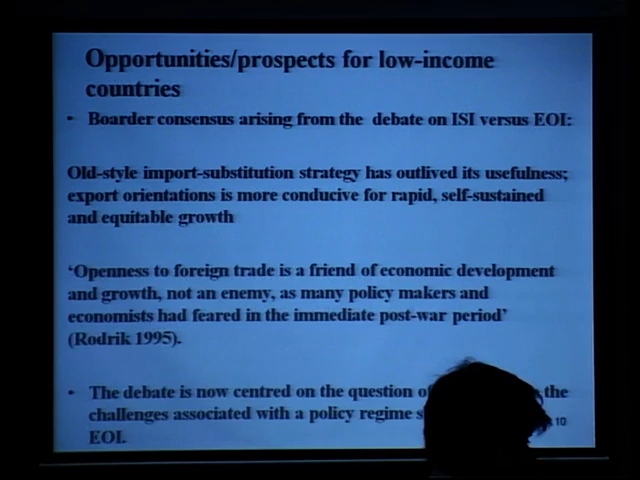 Opportunities/prospects for low-income
countries
• Boarder consensus arising from the debate on ISI versus EOI:
Old-style import-substitution strategy has outlived its usefulness;
export orientations is more conducive for rapid, self-sustained
and equitable growth
‘Openness to foreign trade is a friend of economic development
and growth, not an enemy, as many policy makers and
economists had feared in the immediate post-war period’
(Rodrik 1995).
• The debate is now centred on the question the
challenges associated with a policy regime
EOI.
10